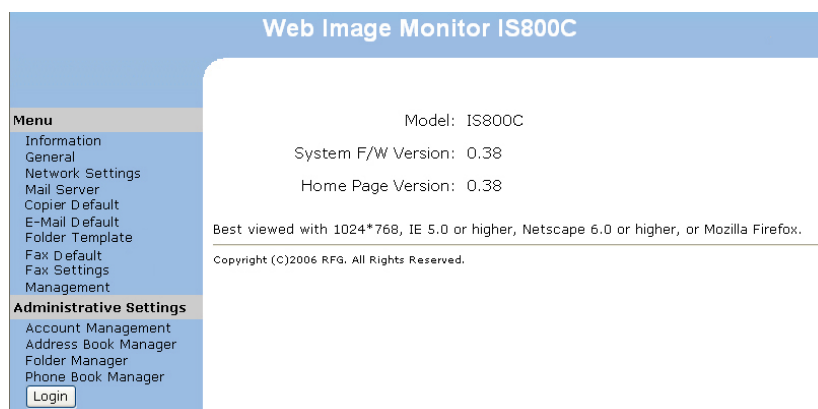 Web Image Monitor IS800C
Menu
Information
General
Network Settings
Mail Server
Copier Default
E-Mail Default
Folder Template
Fax Default
Fax Settings
Management
Administrative Settings
Account Management
Address Book Manager
Folder Manager
Phone Book Manager
Login
Model: IS800C
System F/W Version: 0.38
Home Page Version: 0.38
Best viewed with 1024*768, IE 5.0 or higher, Netscape 6.0 or higher, or Mozilla Firefox.
Copyright (C)2006 RFG. All Rights Reserved.